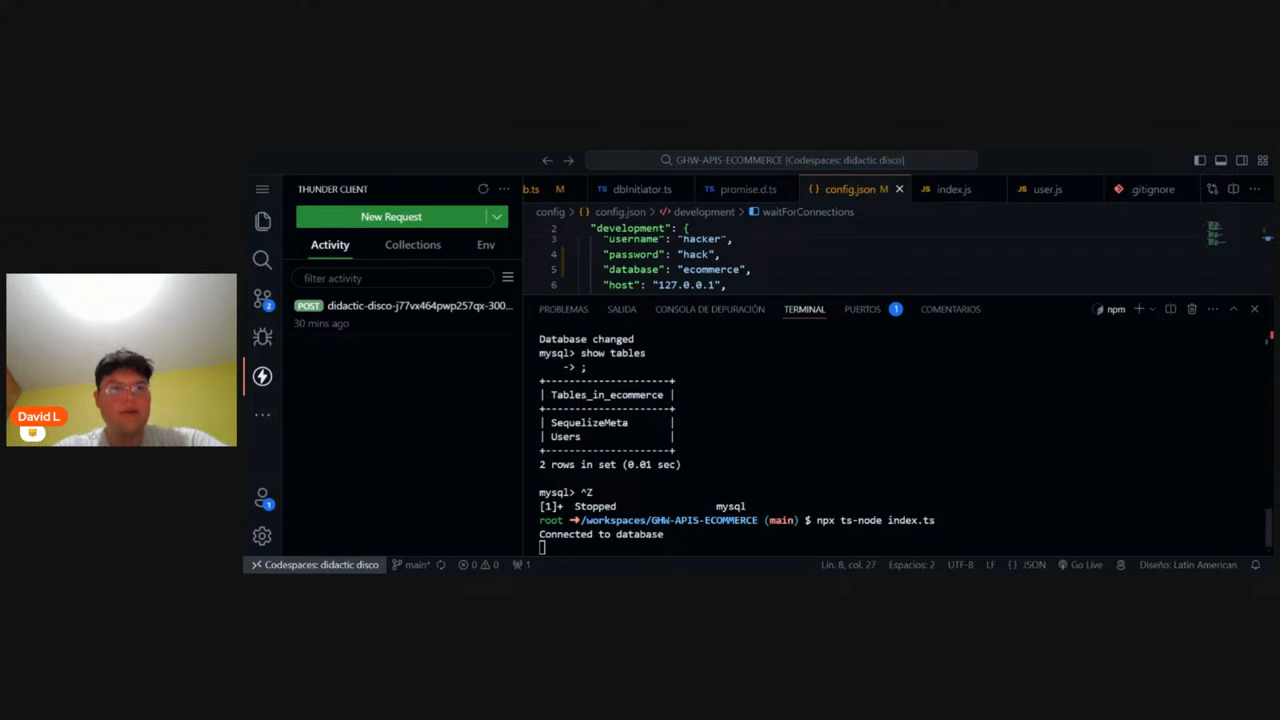 GHW-APIS-ECOMMERCE [Codespaces: didactic disco]
THUNDER CLIENT
New Request
Activity
Collections
Env
filter activity
POST didactic-disco-j77vx464pwp257qx-300...
30 mins ago
b.ts M
TS dbInitiator.ts
TS promise.d.ts
{} config.json M
JS index.js
JS user.js
.gitignore
config > {} config.json > development > waitForConnections
2 "development": {
3 "username": "hacker",
4 "password": "hack",
5 "database": "ecommerce",
6 "host": "127.0.0.1",
PROBLEMAS SALIDA CONSOLA DE DEPURACIÓN TERMINAL PUERTOS 1 COMENTARIOS
npm
Database changed
mysql> show tables
-> ;
+---------------------+
| Tables_in_ecommerce |
+---------------------+
| SequelizeMeta |
| Users |
+---------------------+
2 rows in set (0.01 sec)
mysql> ^Z
[1]+ Stopped mysql
root ➜/workspaces/GHW-APIS-ECOMMERCE (main) $ npx ts-node index.ts
Connected to database
David L
2
1
Codespaces: didactic disco
main*
0 0
1
Lín. 8, col. 27
Espacios: 2
UTF-8
LF
{} JSON
Go Live
Diseño: Latin American